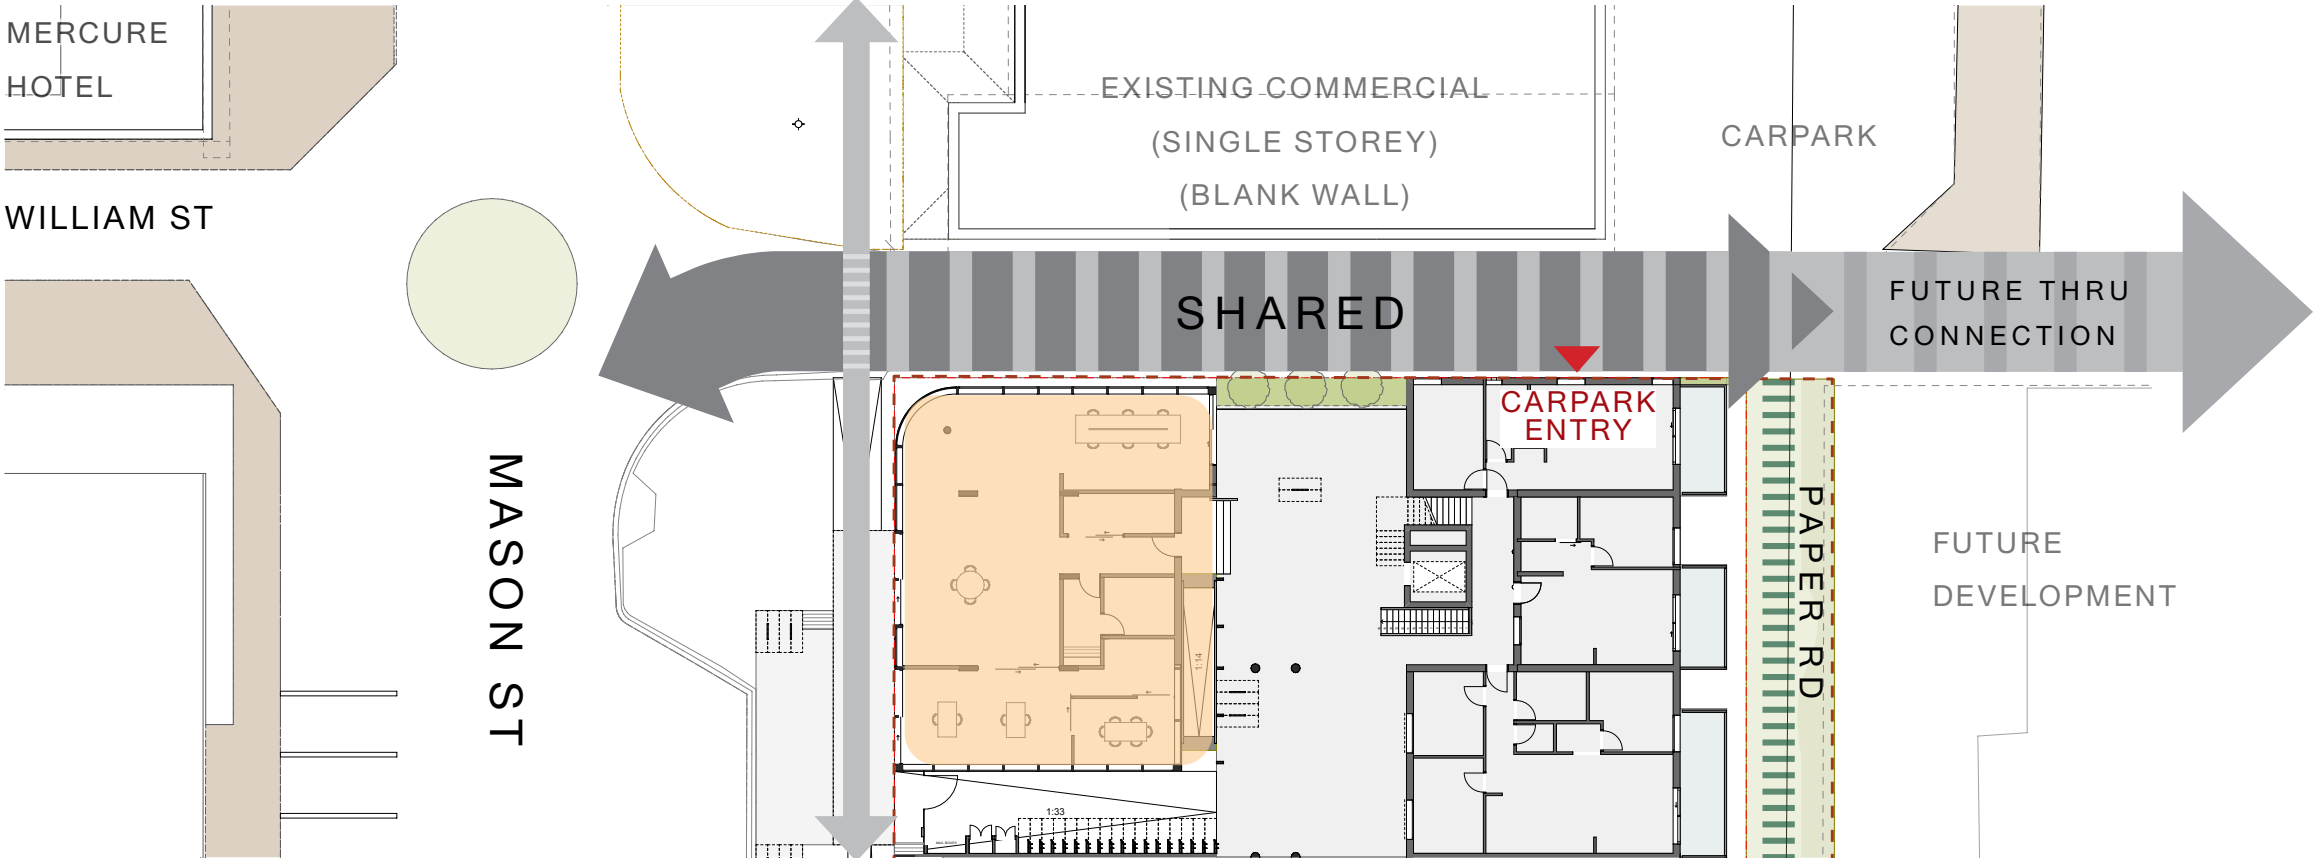 MERCURE
HOTEL
EXISTING COMMERCIAL
(SINGLE STOREY)
(BLANK WALL)
CARPARK
WILLIAM ST
SHARED
FUTURE THRU
CONNECTION
CARPARK
ENTRY
MASON ST
PAPER RD
FUTURE
DEVELOPMENT
1:14
1:33